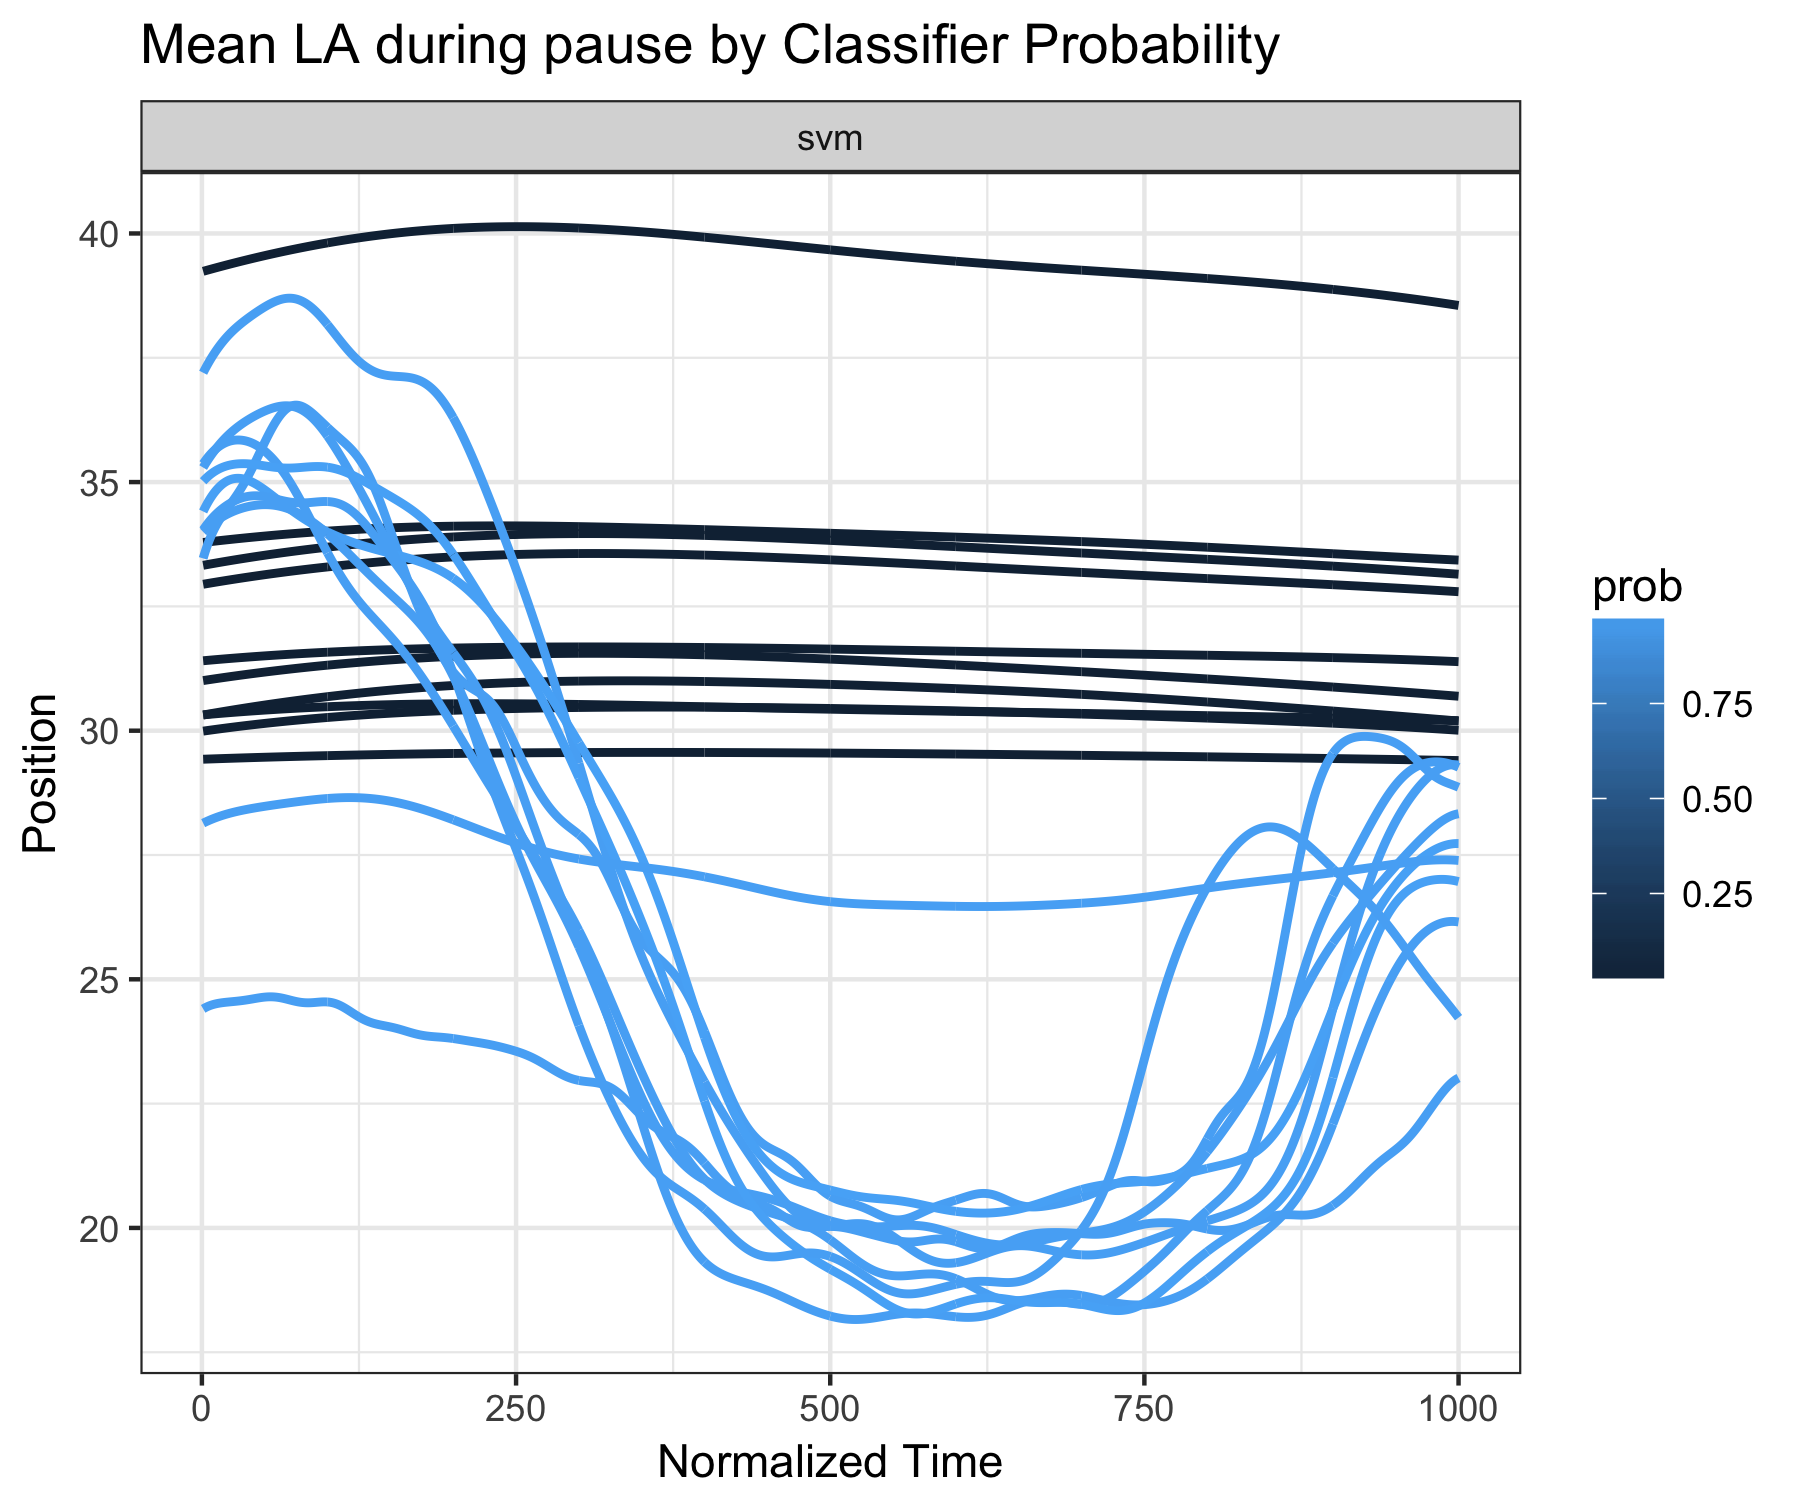 Mean LA during pause by Classifier Probability
svm
Position
40
35
30
25
20
0 250 500 750 1000
Normalized Time
prob
0.75
0.50
0.25